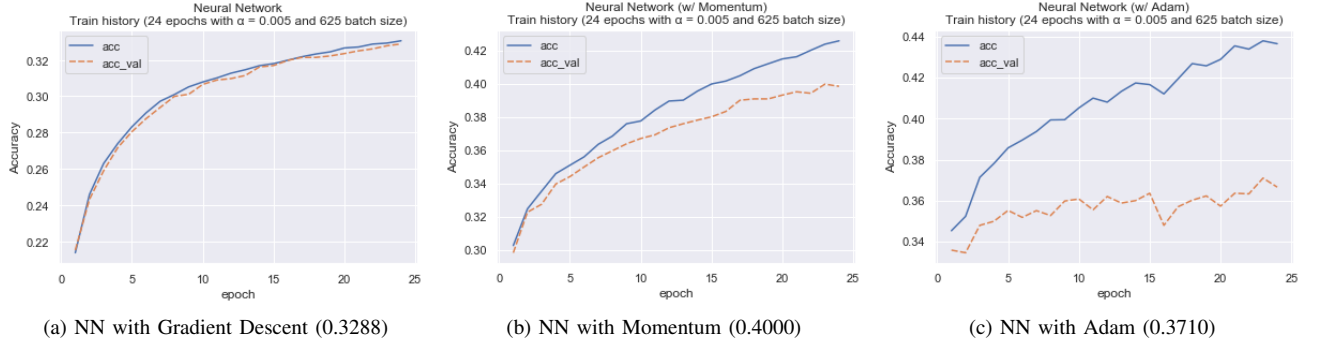 Neural Network
Train history (24 epochs with α = 0.005 and 625 batch size)
acc
acc_val
0.32
0.30
0.28
0.26
0.24
0.22
Accuracy
0
5
10
15
20
25
epoch
(a) NN with Gradient Descent (0.3288)
Neural Network (w/ Momentum)
Train history (24 epochs with α = 0.005 and 625 batch size)
acc
acc_val
0.42
0.40
0.38
0.36
0.34
0.32
0.30
Accuracy
0
5
10
15
20
25
epoch
(b) NN with Momentum (0.4000)
Neural Network (w/ Adam)
Train history (24 epochs with α = 0.005 and 625 batch size)
acc
acc_val
0.44
0.42
0.40
0.38
0.36
0.34
Accuracy
0
5
10
15
20
25
epoch
(c) NN with Adam (0.3710)